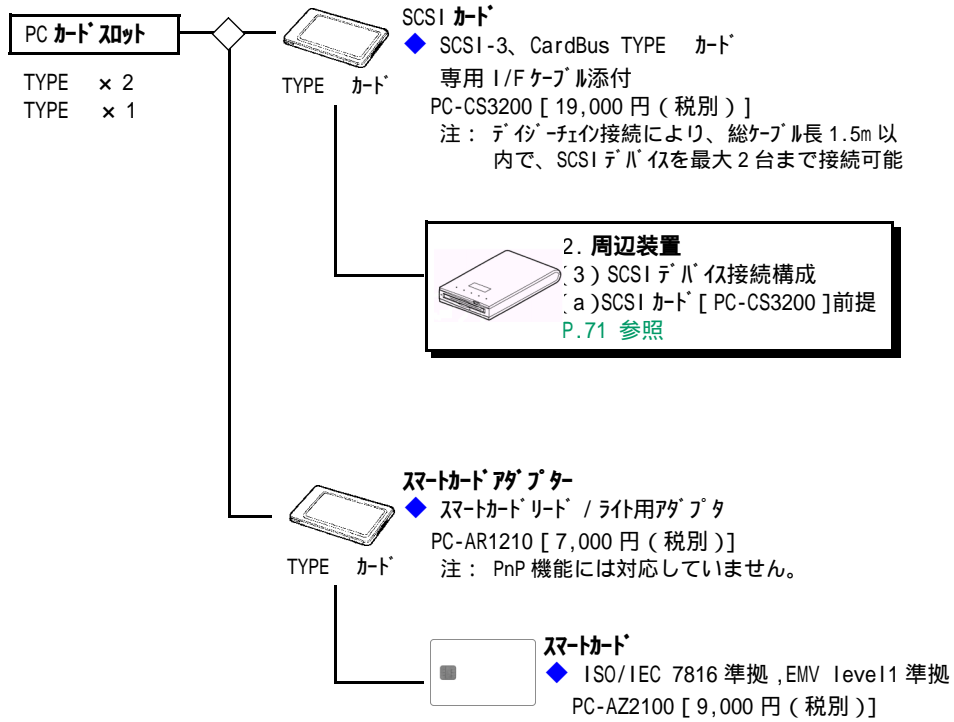 PC ｶｰﾄﾞｽﾛｯﾄ
TYPE × 2
TYPE × 1
TYPE ｶｰﾄﾞ
SCSI ｶｰﾄﾞ
◆ SCSI-3、CardBus TYPE ｶｰﾄﾞ
専用 I/F ｹｰﾌﾞﾙ添付
PC-CS3200 [ 19,000 円 ( 税別 ) ]
注： ﾃﾞｲｼﾞｰﾁｪｲﾝ接続により、総ｹｰﾌﾞﾙ長 1.5m 以
内で、SCSI ﾃﾞﾊﾞｲｽを最大 2 台まで接続可能
2. 周辺装置
(3) SCSI ﾃﾞﾊﾞｲｽ接続構成
(a)SCSI ｶｰﾄﾞ [ PC-CS3200 ]前提
P.71 参照
TYPE ｶｰﾄﾞ
ｽﾏｰﾄｶｰﾄﾞｱﾀﾞﾌﾟﾀｰ
◆ ｽﾏｰﾄｶｰﾄﾞﾘｰﾄﾞ / ﾗｲﾄ用ｱﾀﾞﾌﾟﾀ
PC-AR1210 [ 7,000 円 ( 税別 )]
注： PnP 機能には対応していません。
ｽﾏｰﾄｶｰﾄﾞ
◆ ISO/IEC 7816 準拠 ,EMV level1 準拠
PC-AZ2100 [ 9,000 円 ( 税別 )]